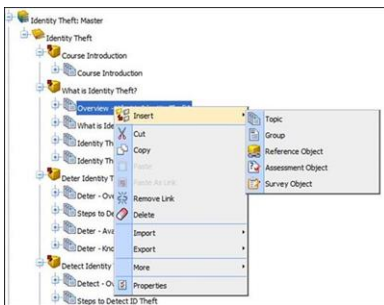 Identity Theft: Master
Identity Theft
Course Introduction
Course Introduction
What is Identity Theft?
Overview -
What is Ide
Identity Th
Identity Th
Deter Identity T
Deter - Ov
Steps to De
Deter - Ava
Deter - Kno
Detect Identity
Detect - Ov
Steps to Detect ID Theft
Insert
Cut
Copy
Paste
Paste As Link
Remove Link
Delete
Import
Export
More
Properties
Topic
Group
Reference Object
Assessment Object
Survey Object